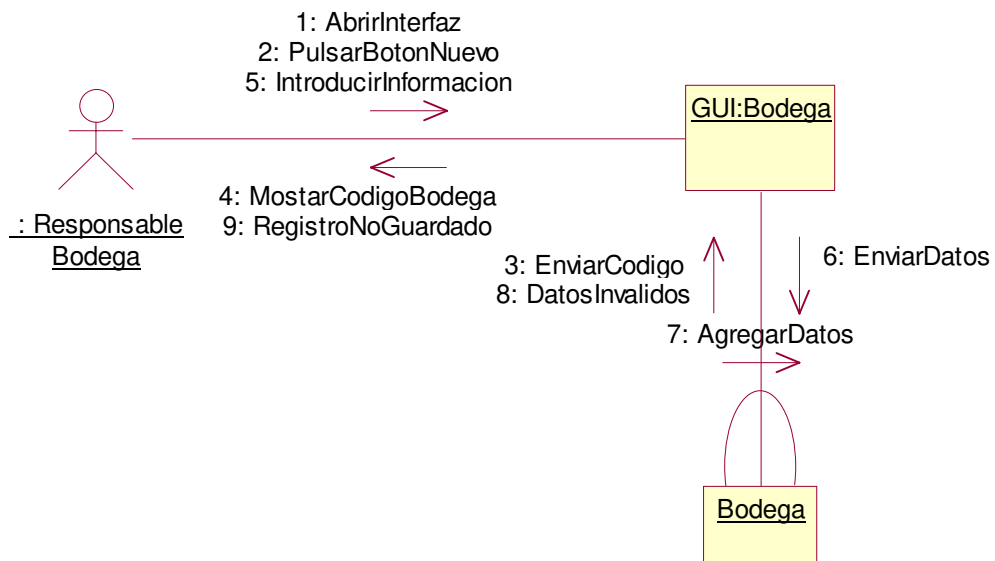 1: AbrirInterfaz
2: PulsarBotonNuevo
5: IntroducirInformacion
GUI:Bodega
4: MostarCodigoBodega
9: RegistroNoGuardado
: Responsable
Bodega
3: EnviarCodigo
8: DatosInvalidos
6: EnviarDatos
7: AgregarDatos
Bodega